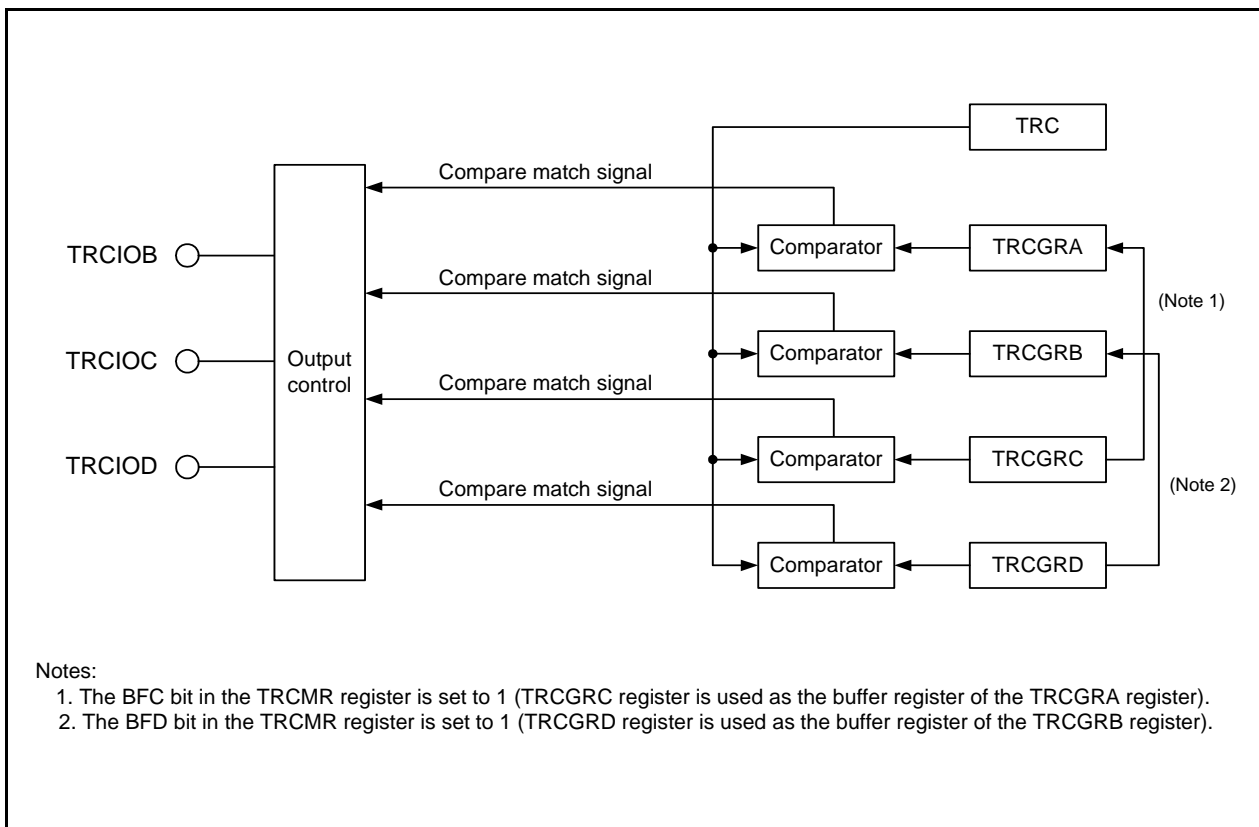 TRC
Compare match signal
Comparator
TRCGRA
TRCIOB
Compare match signal
(Note 1)
Comparator
TRCGRB
TRCIOC
Output
control
Compare match signal
Comparator
TRCGRC
TRCIOD
Compare match signal
(Note 2)
Comparator
TRCGRD
Notes:
1. The BFC bit in the TRCMR register is set to 1 (TRCGRC register is used as the buffer register of the TRCGRA register).
2. The BFD bit in the TRCMR register is set to 1 (TRCGRD register is used as the buffer register of the TRCGRB register).